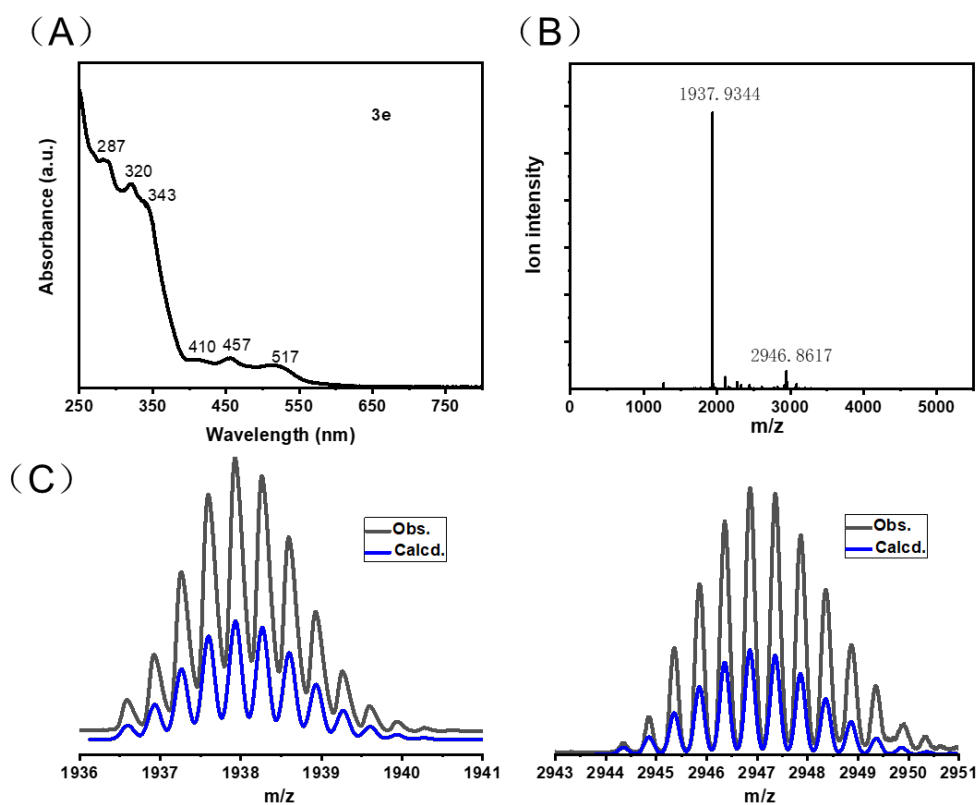 （A）
Absorbance (a.u.)
3e
287
320
343
410
457
517
250 350 450 550 650 750
Wavelength (nm)
（B）
Ion intensity
1937.9344
2946.8617
0 1000 2000 3000 4000 5000
m/z
（C）
Obs.
Calcd.
1936 1937 1938 1939 1940 1941
m/z
Obs.
Calcd.
2943 2944 2945 2946 2947 2948 2949 2950 2951
m/z